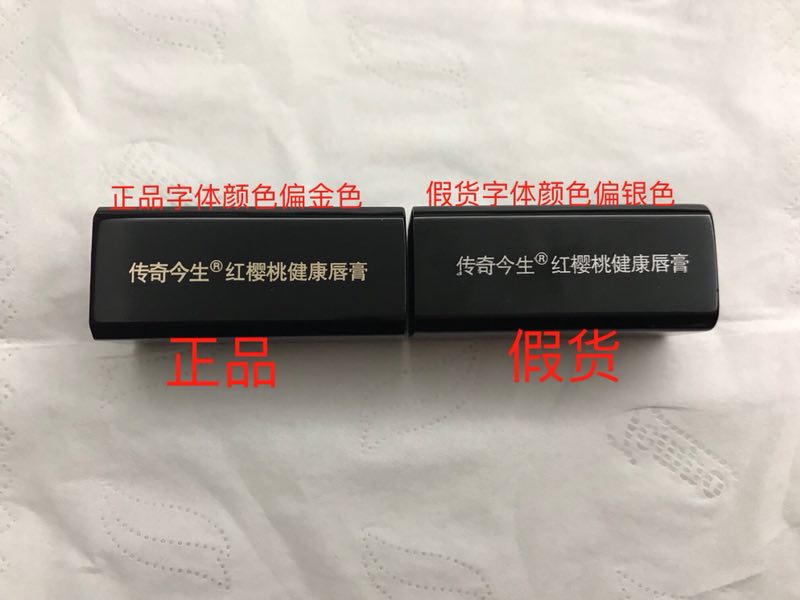 正品字体颜色偏金色
假货字体颜色偏银色
传奇今生®红樱桃健康唇膏
传奇今生®红樱桃健康唇膏
正品
假货